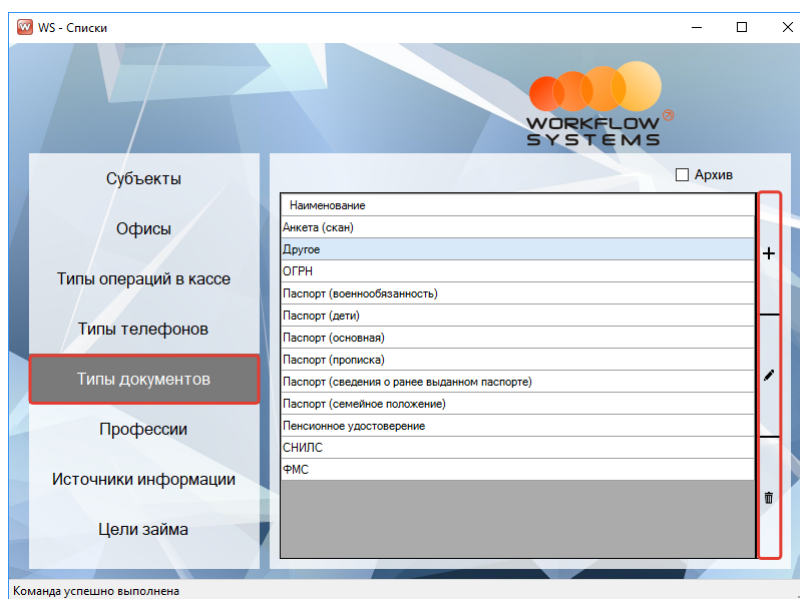 WS - Списки
WORKFLOW
SYSTEMS
Субъекты
Офисы
Типы операций в кассе
Типы телефонов
Типы документов
Профессии
Источники информации
Цели займа
Архив
Наименование
Анкета (скан)
Другое
ОГРН
Паспорт (военнообязанность)
Паспорт (дети)
Паспорт (основная)
Паспорт (прописка)
Паспорт (сведения о ранее выданном паспорте)
Паспорт (семейное положение)
Пенсионное удостоверение
СНИЛС
ФМС
Команда успешно выполнена